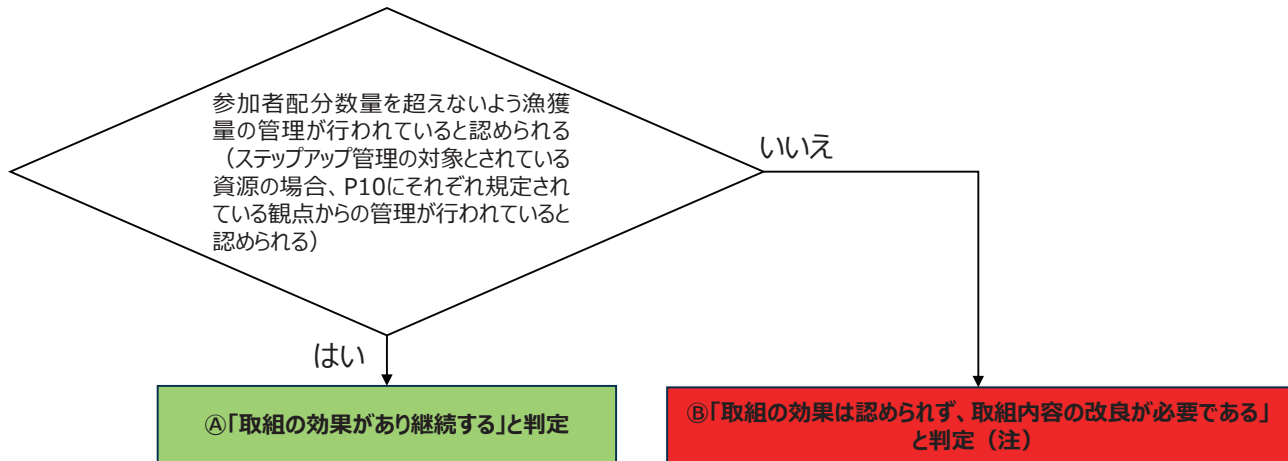 参加者配分数量を超えないよう漁獲
量の管理が行われていると認められる
（ステップアップ管理の対象とされている
資源の場合、P10にそれぞれ規定され
ている観点からの管理が行われていると
認められる）
いいえ
はい
Ⓐ「取組の効果があり継続する」と判定
Ⓑ「取組の効果は認められず、取組内容の改良が必要である」
と判定（注）